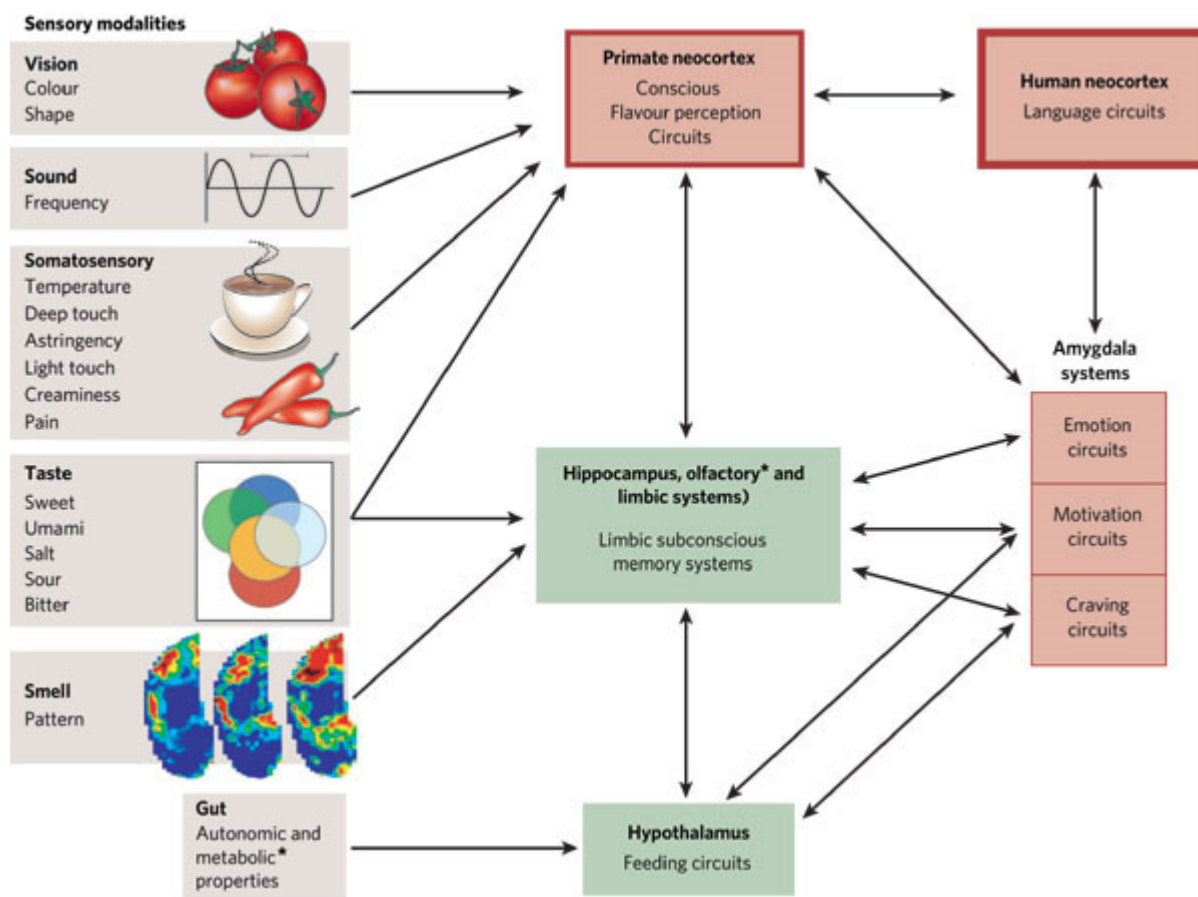 Sensory modalities
Vision
Colour
Shape
Sound
Frequency
Somatosensory
Temperature
Deep touch
Astringency
Light touch
Creaminess
Pain
Taste
Sweet
Umami
Salt
Sour
Bitter
Smell
Pattern
Gut
Autonomic and
metabolic*
properties
Primate neocortex
Conscious
Flavour perception
Circuits
Human neocortex
Language circuits
Hippocampus, olfactory* and
limbic systems)
Limbic subconscious
memory systems
Amygdala
systems
Emotion
circuits
Motivation
circuits
Craving
circuits
Hypothalamus
Feeding circuits